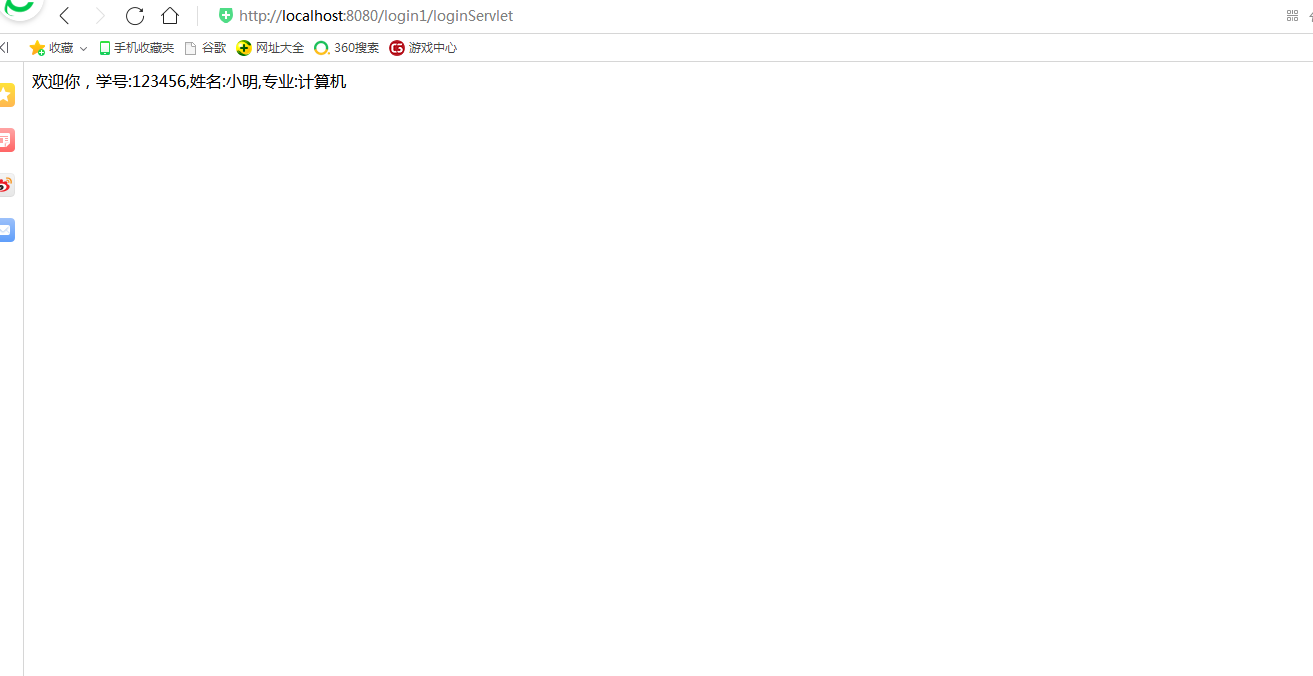 http://localhost:8080/login1/loginServlet
收藏 手机收藏夹 谷歌 网址大全 360搜索 游戏中心
欢迎你，学号:123456,姓名:小明,专业:计算机